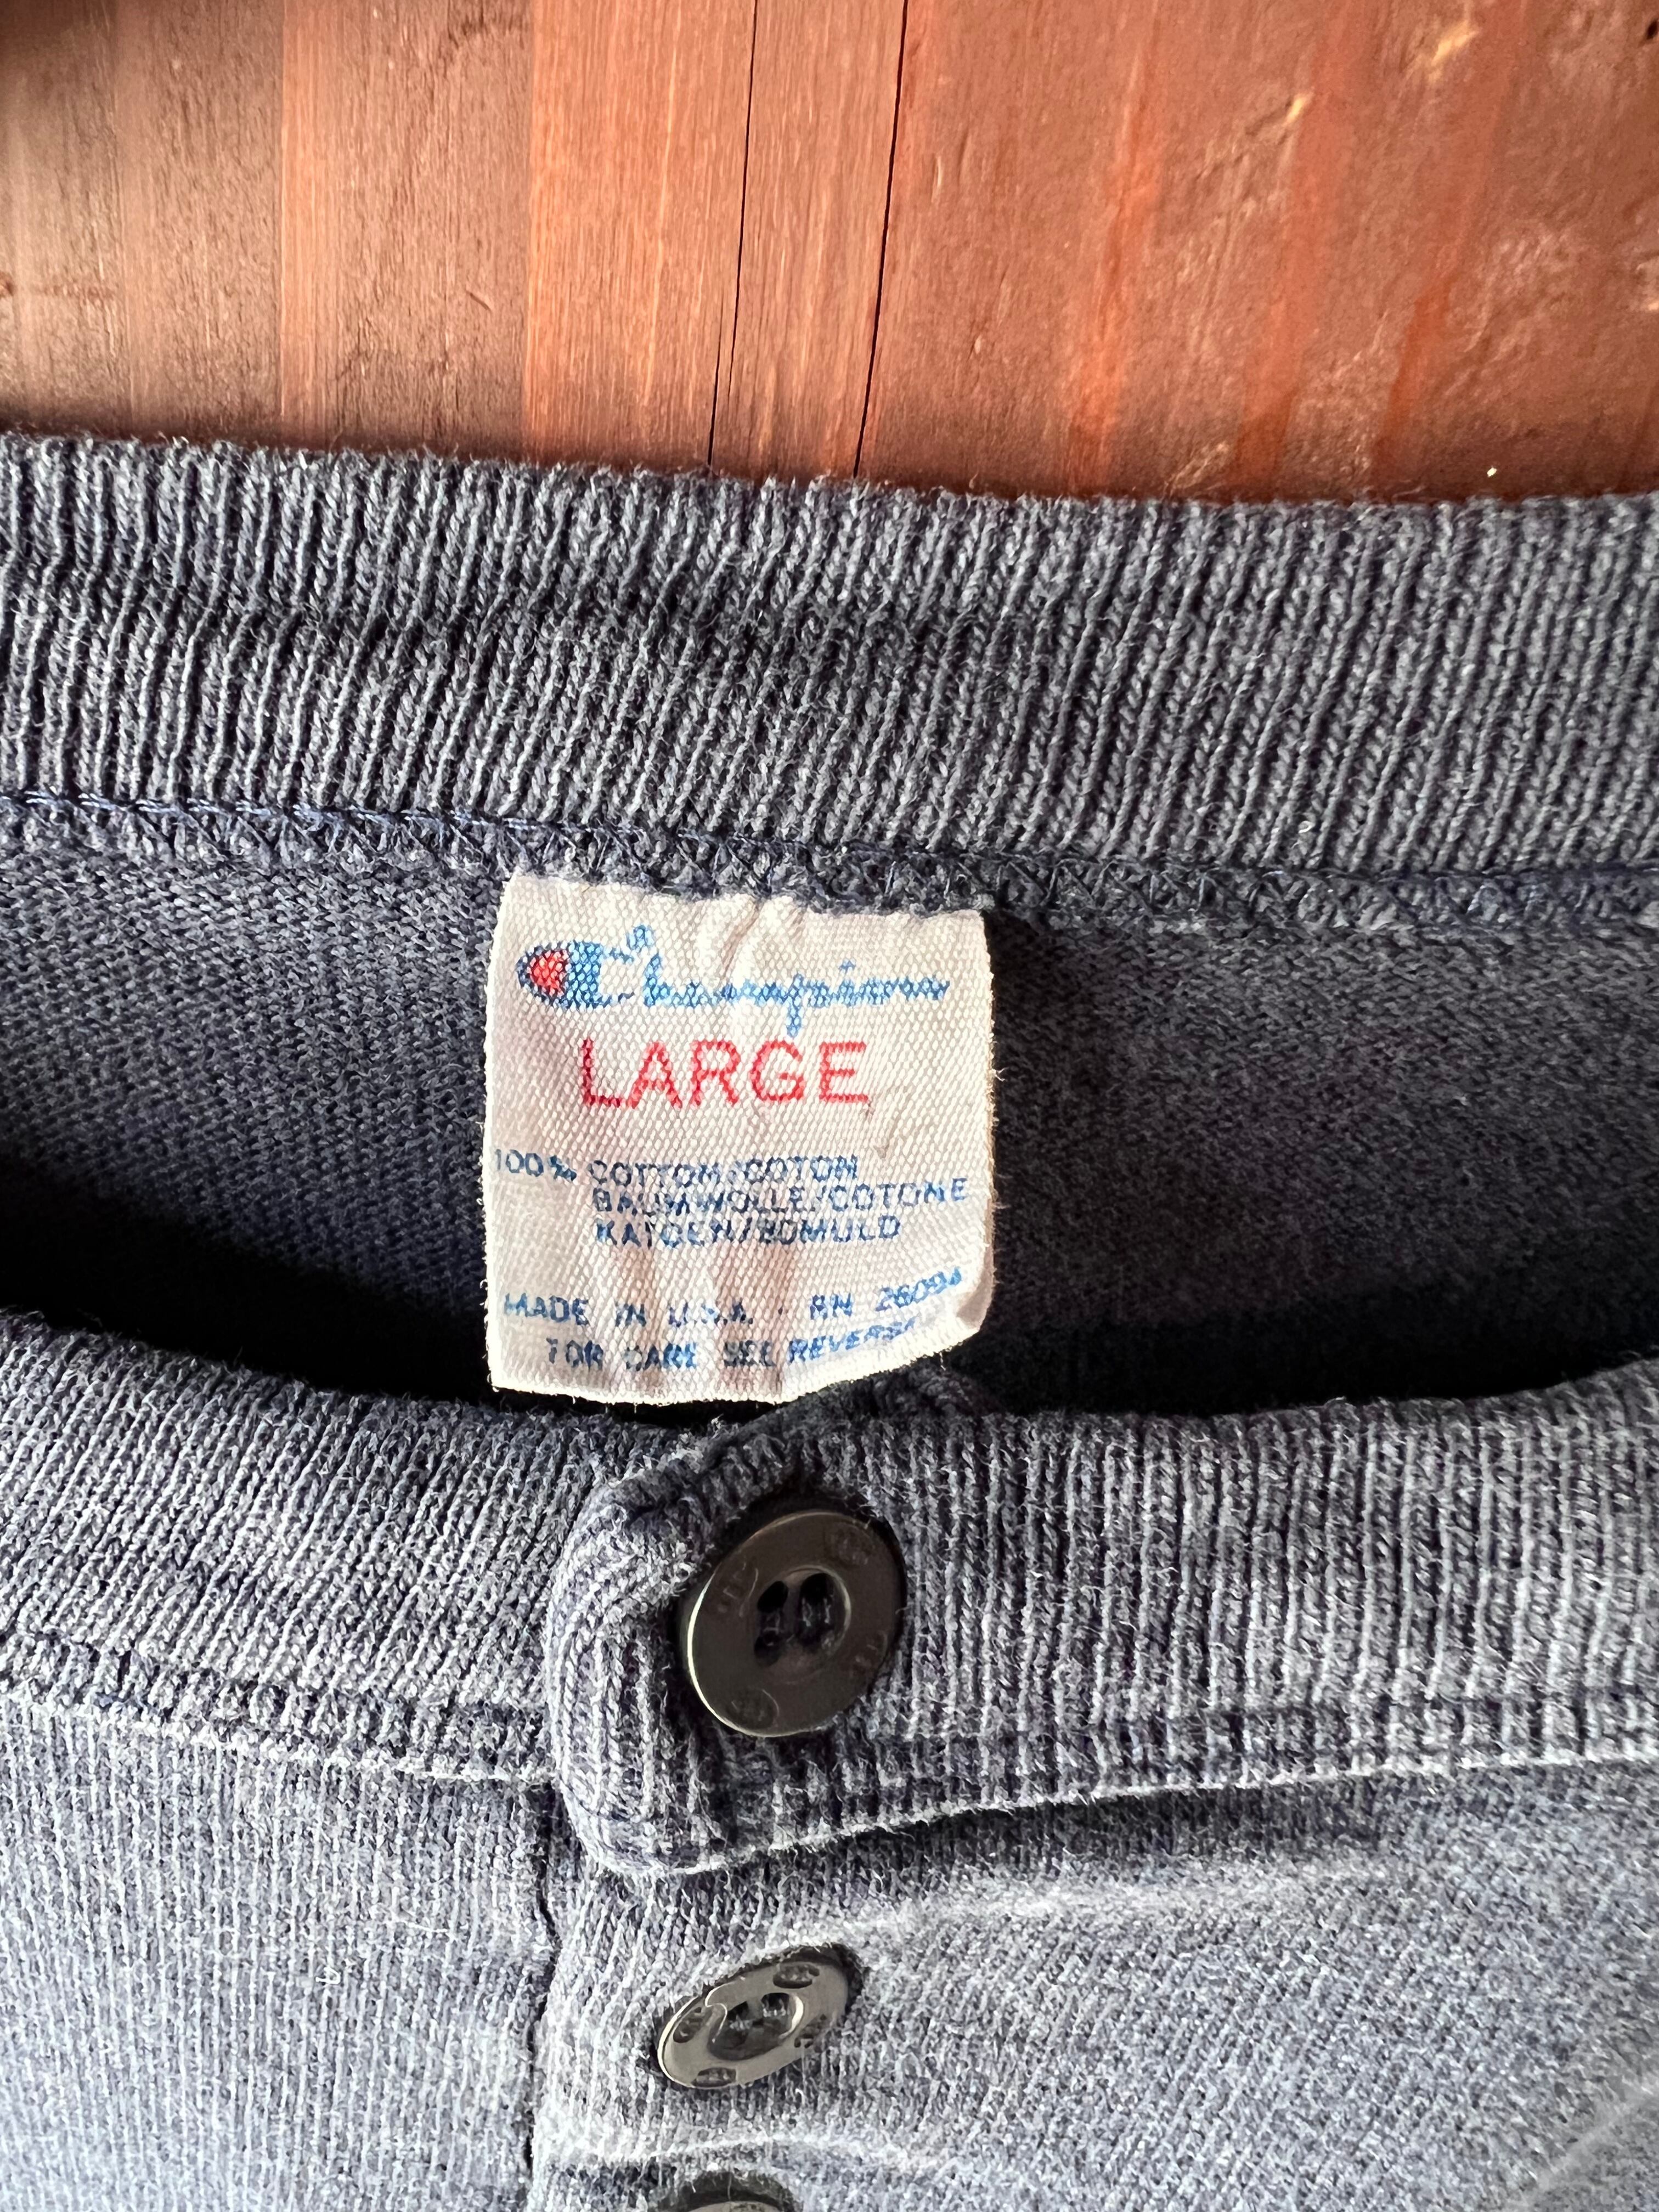 Champion
LARGE
100% COTTON/COTON
BAUMWOLLE/COTONE
KATOEN/BOMULD
MADE IN U.S.A. · RN 26094
FOR CARE SEE REVERSE